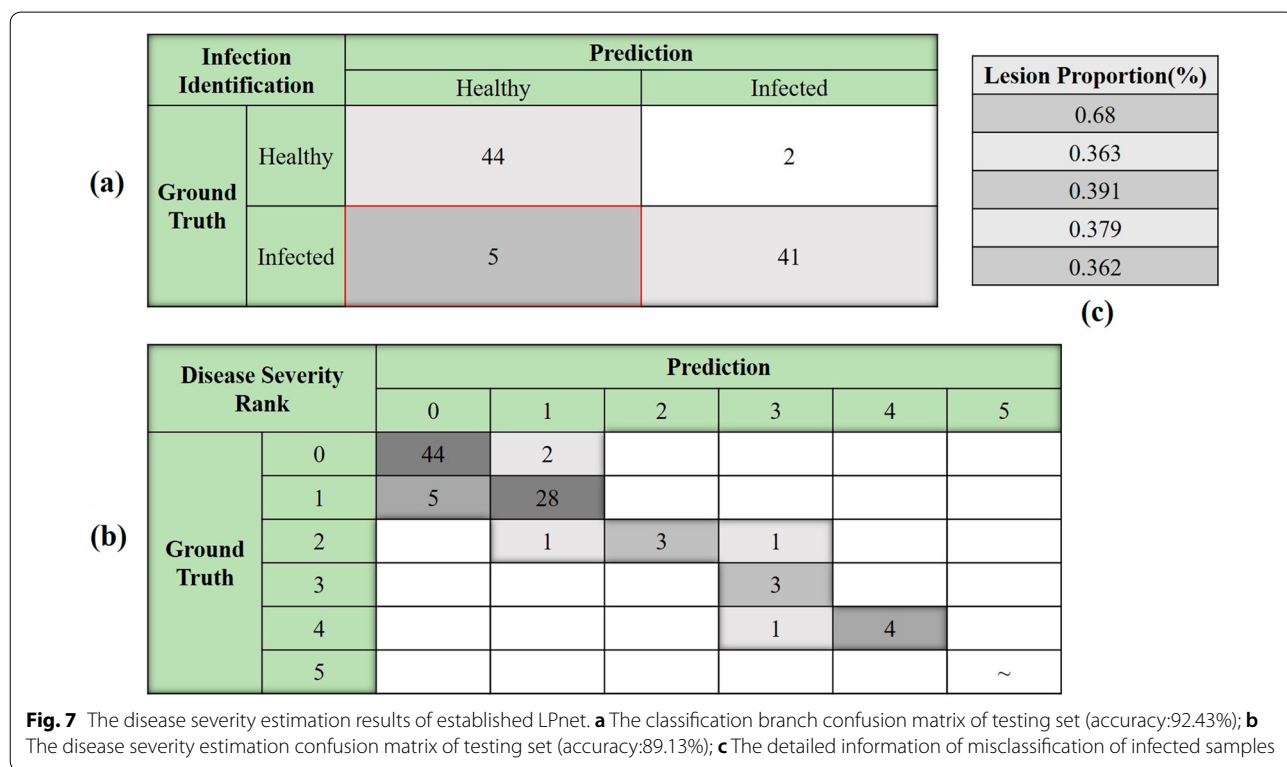 Infection Identification
Prediction
Healthy
Infected
Ground Truth
Healthy
44
2
Infected
5
41
(a)
Lesion Proportion(%)
0.68
0.363
0.391
0.379
0.362
(c)
Disease Severity Rank
Prediction
0
1
2
3
4
5
(b)
Ground Truth
0
44
2
1
5
28
2
1
3
1
3
3
4
1
4
5
~
Fig. 7 The disease severity estimation results of established LPnet. a The classification branch confusion matrix of testing set (accuracy:92.43%); b
The disease severity estimation confusion matrix of testing set (accuracy:89.13%); c The detailed information of misclassification of infected samples